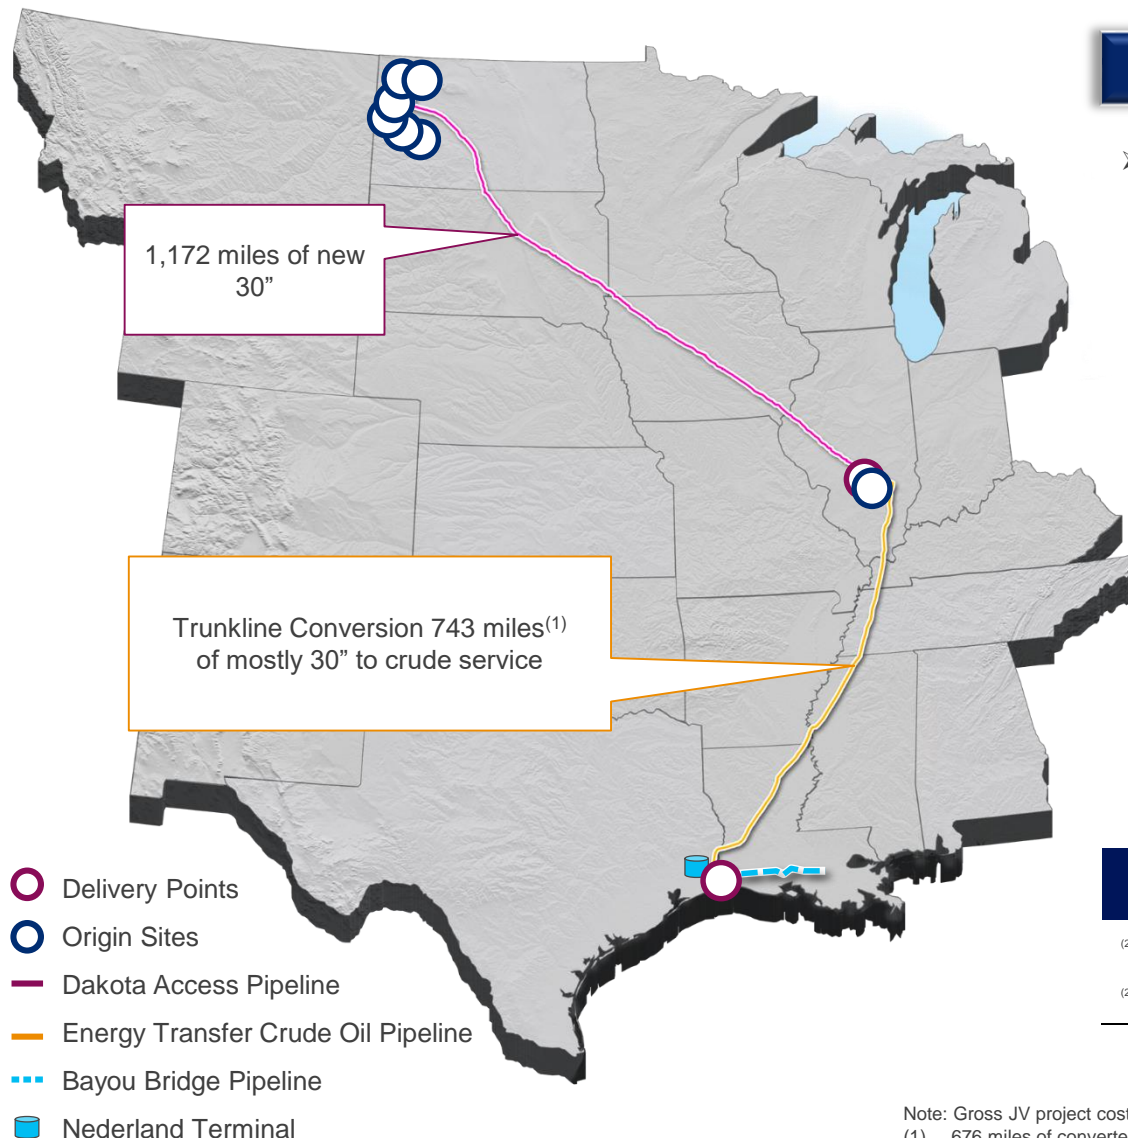 1,172 miles of new
30”
Trunkline Conversion 743 miles(1)
of mostly 30” to crude service
Delivery Points
Origin Sites
Dakota Access Pipeline
Energy Transfer Crude Oil Pipeline
Bayou Bridge Pipeline
Nederland Terminal
(2
(2
Note: Gross JV project cost
(1) 676 miles of converte